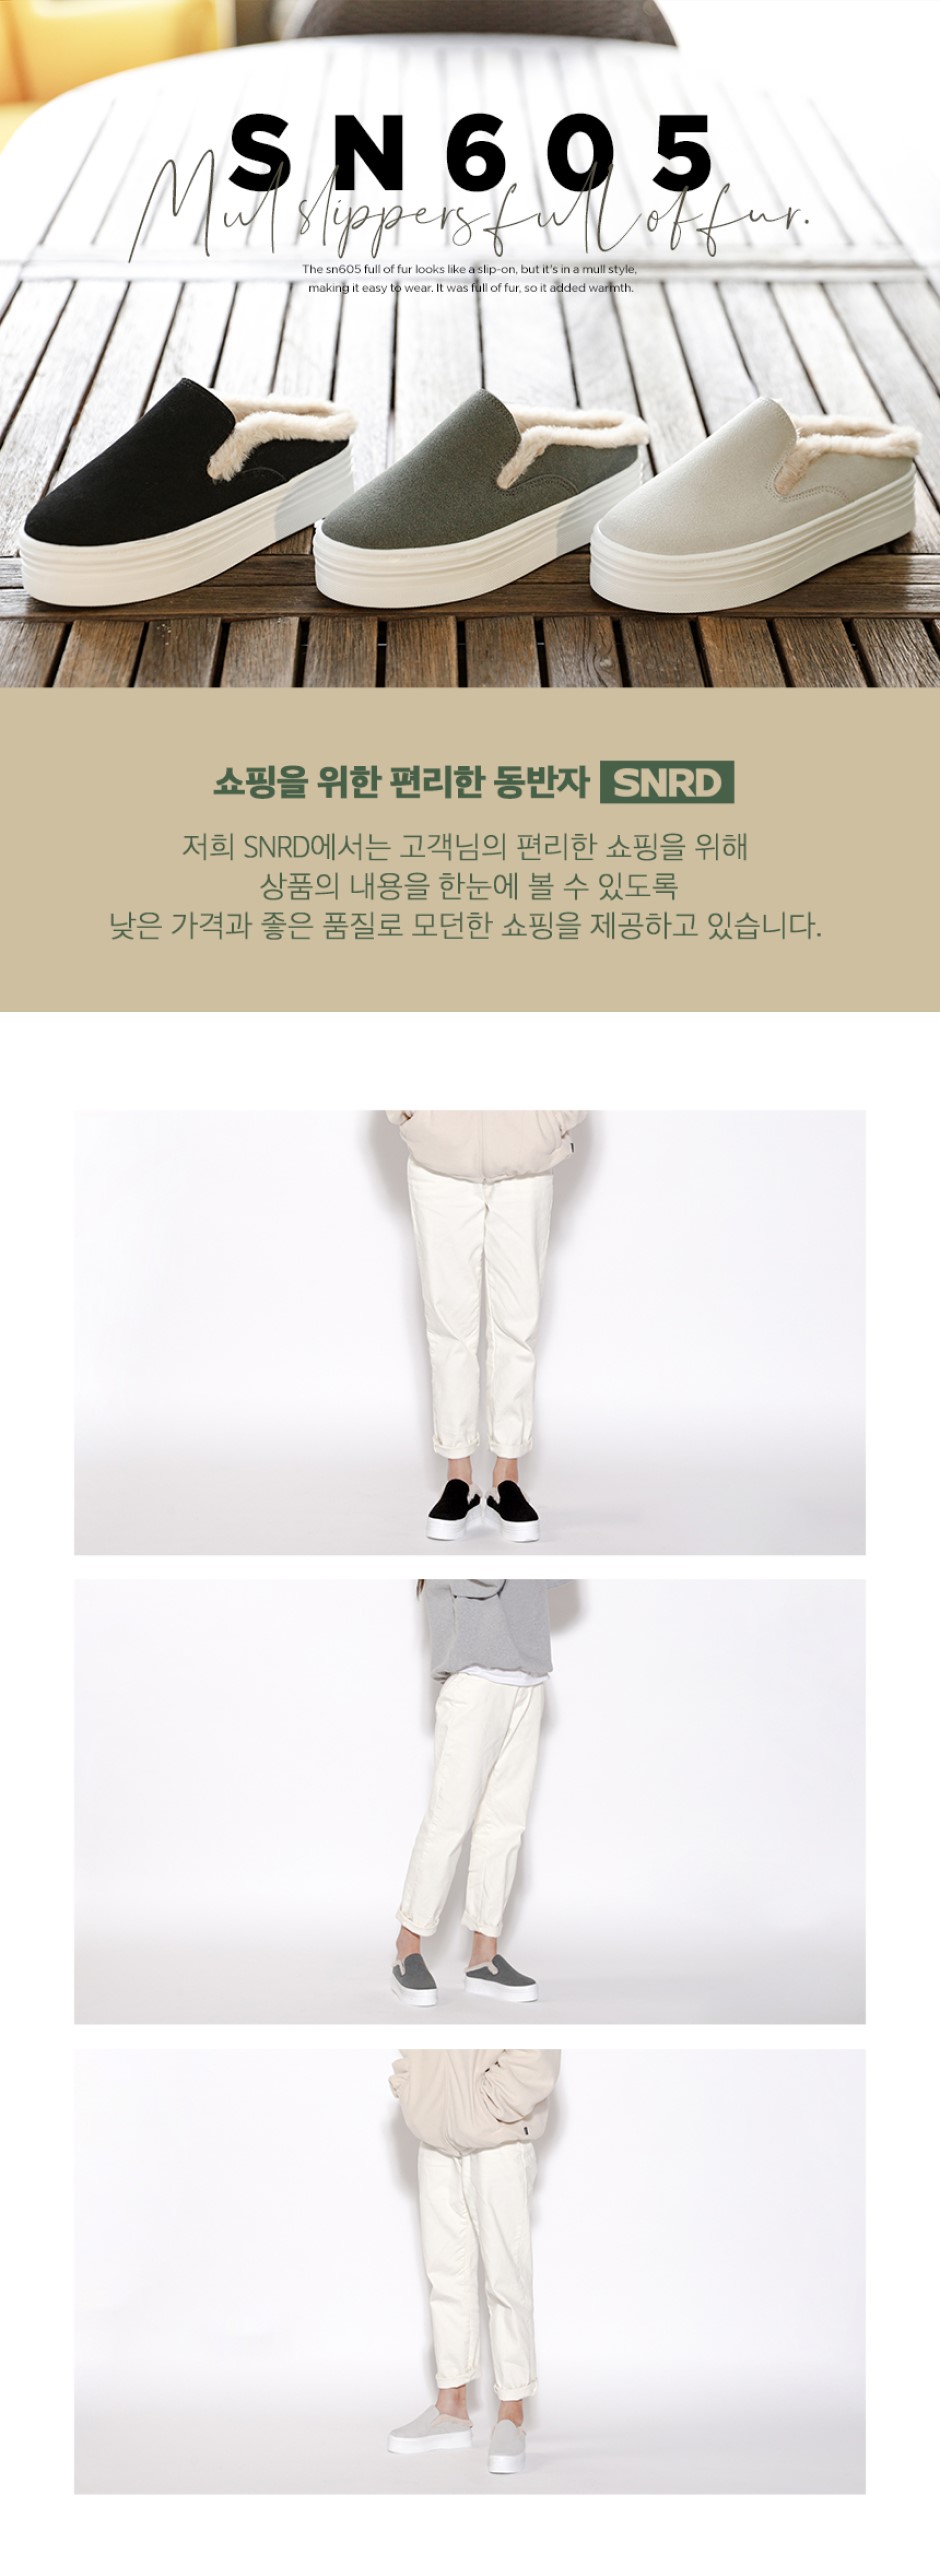 SN605
Mul slippers full of fur.
The sn605 full of fur looks like a slip-on, but it's in a mull style,
making it easy to wear. It was full of fur, so it added warmth.
쇼핑을 위한 편리한 동반자 SNRD
저희 SNRD에서는 고객님의 편리한 쇼핑을 위해
상품의 내용을 한눈에 볼 수 있도록
낮은 가격과 좋은 품질로 모던한 쇼핑을 제공하고 있습니다.